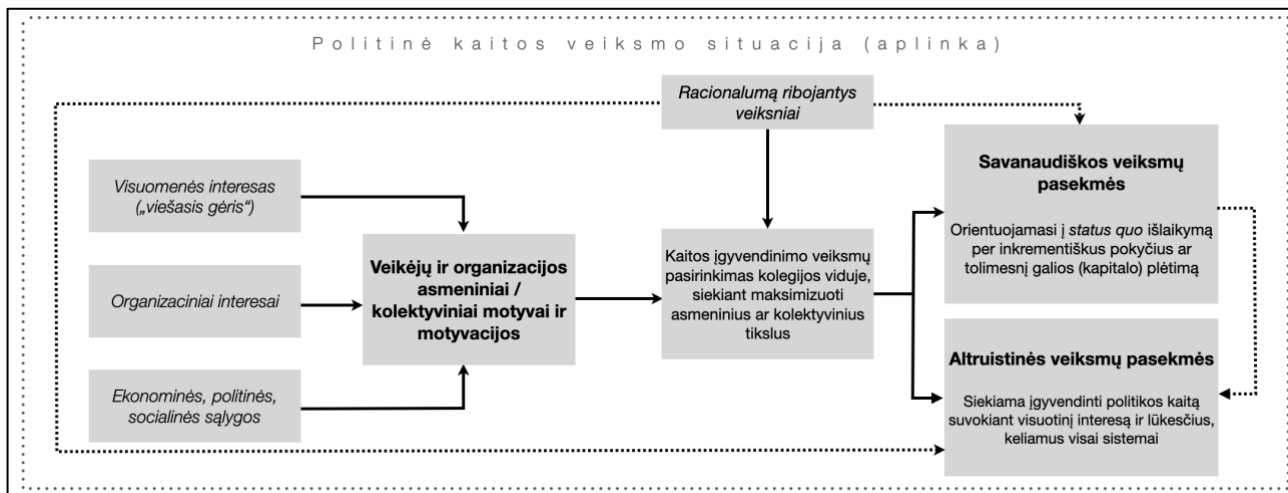 Politinė kaitos veiksmo situacija (aplinka)
Racionalumą ribojantys
veiksniai
Visuomenės interesas
(„viešasis gėris“)
Organizaciniai interesai
Ekonominės, politinės,
socialinės sąlygos
Veikėjų ir organizacijos
asmeniniai /
kolektyviniai motyvai ir
motyvacijos
Kaitos įgyvendinimo veiksmų
pasirinkimas kolegijos viduje,
siekiant maksimizuoti
asmeninius ar kolektyvinius
tikslus
Savanaudiškos veiksmų
pasekmės
Orientuojamasi į status quo išlaikymą
per inkrementiškus pokyčius ar
tolimesnį galios (kapitalo) plėtimą
Altruistinės veiksmų pasekmės
Siekiama įgyvendinti politikos kaitą
suvokiant visuotinį interesą ir lūkesčius,
keliamus visai sistemai